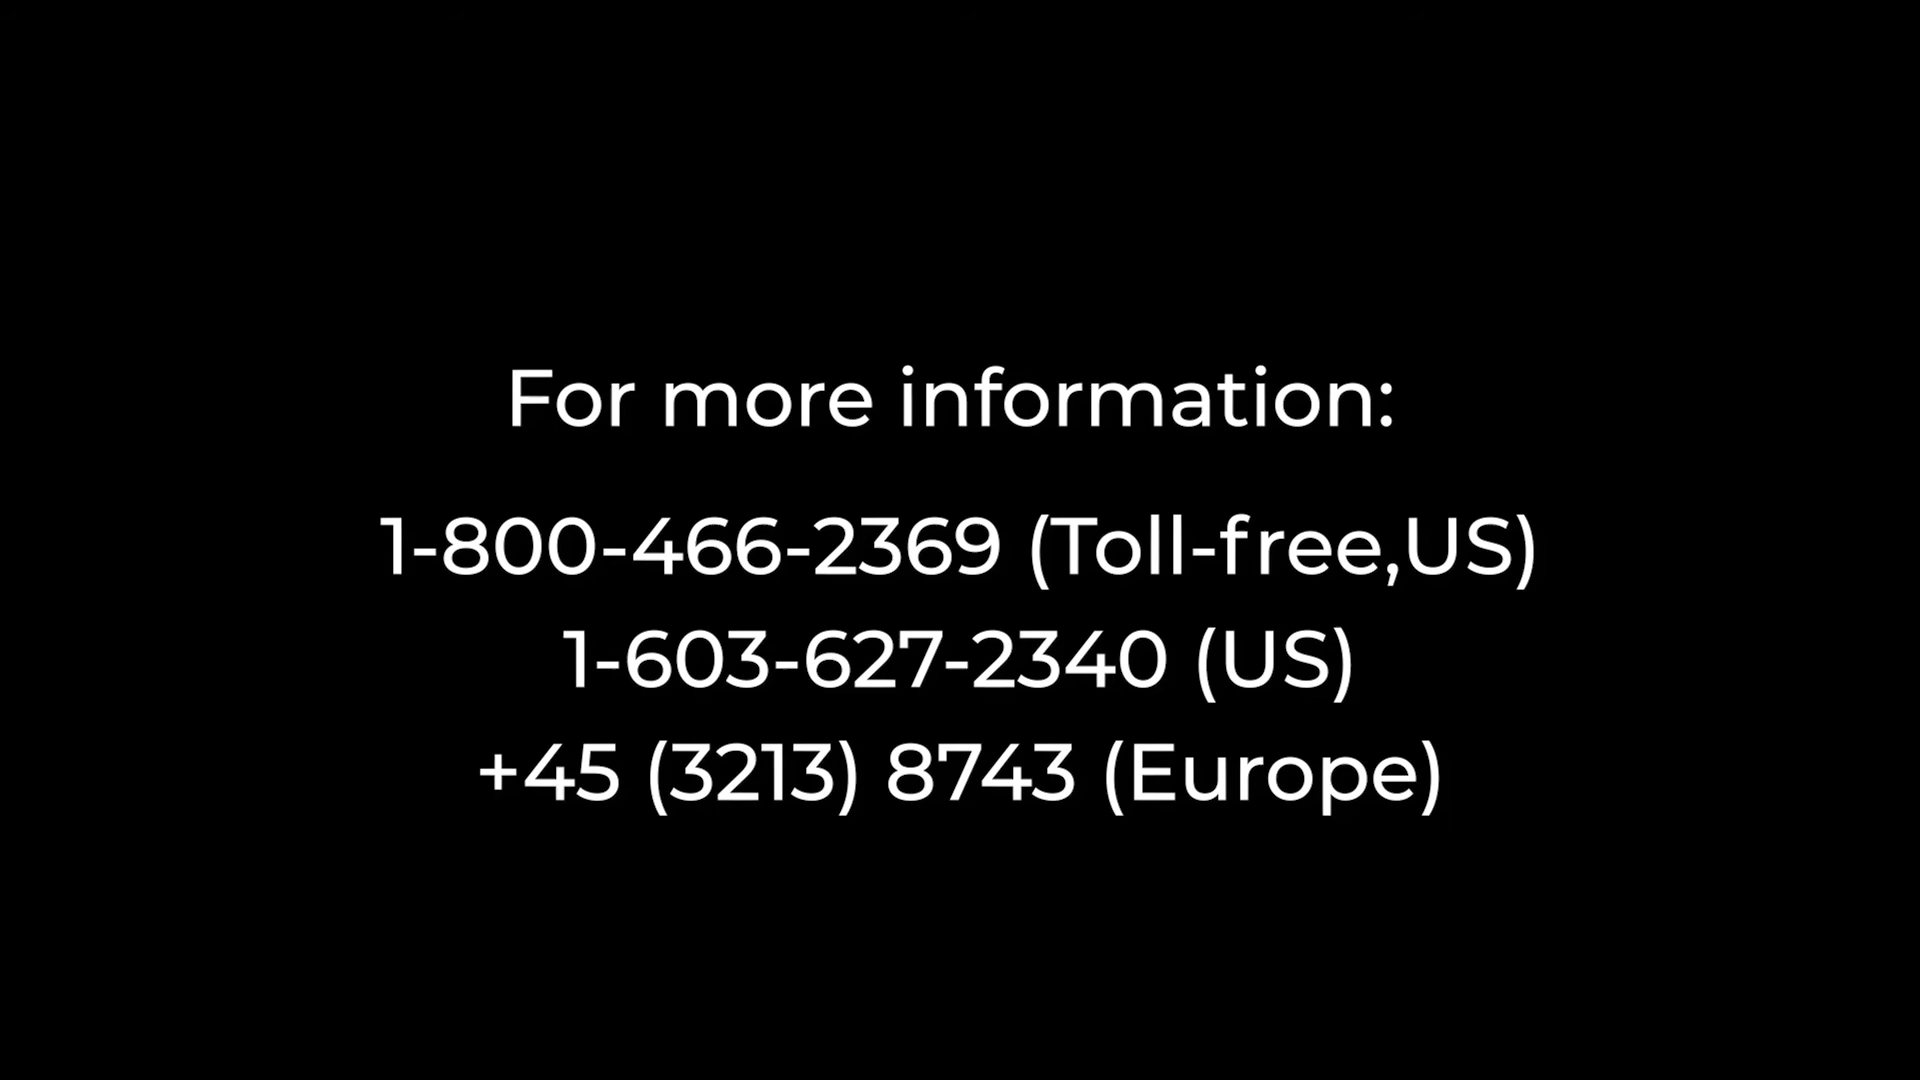 For more information:
1-800-466-2369 (Toll-free,US)
1-603-627-2340 (US)
+45 (3213) 8743 (Europe)